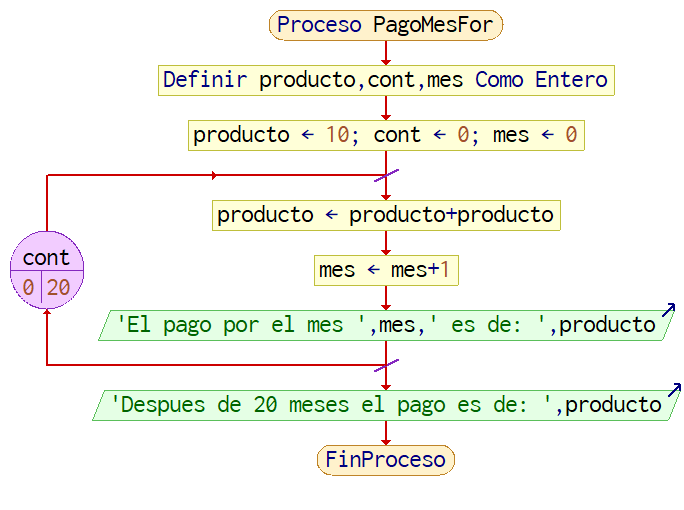 Proceso PagoMesFor
Definir producto,cont,mes Como Entero
producto ← 10; cont ← 0; mes ← 0
producto ← producto+producto
cont
0 20
mes ← mes+1
'El pago por el mes ',mes,' es de: ',producto
'Despues de 20 meses el pago es de: ',producto
FinProceso